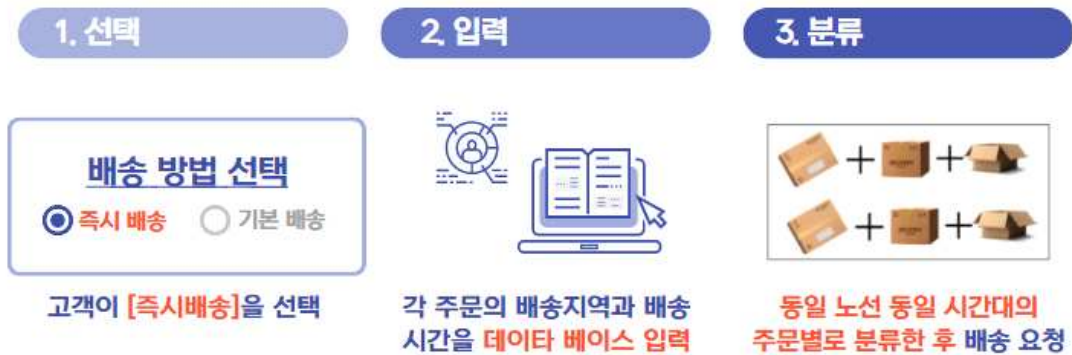 1. 선택
2. 입력
3. 분류
배송 방법 선택
즉시 배송
기본 배송
고객이 [즉시배송]을 선택
각 주문의 배송지역과 배송
시간을 데이타 베이스 입력
동일 노선 동일 시간대의
주문별로 분류한 후 배송 요청